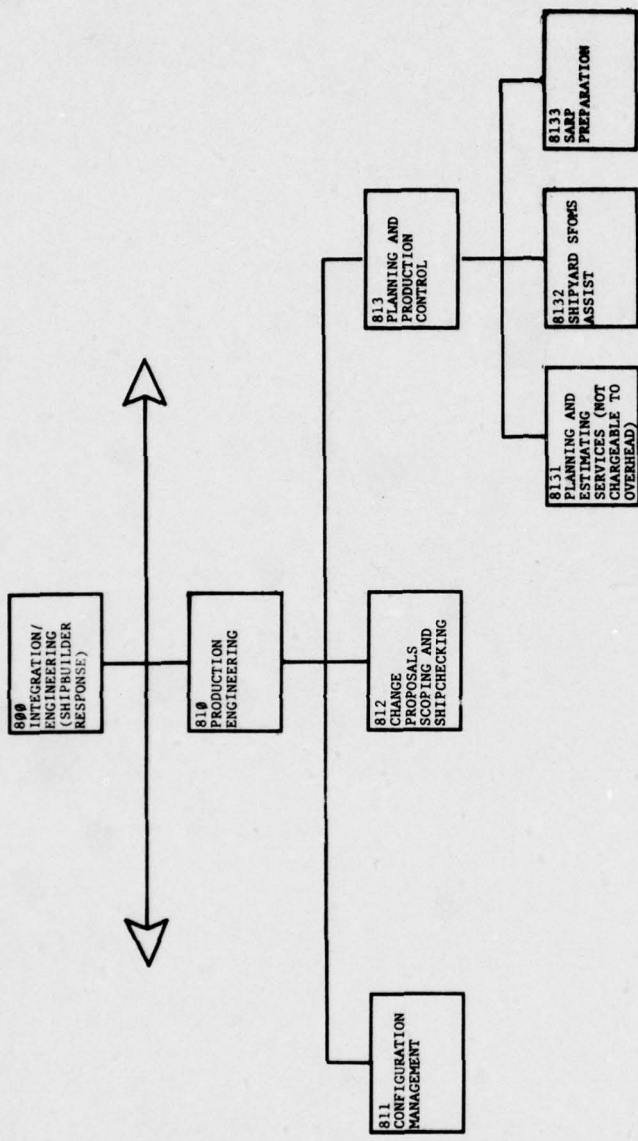 800
INTEGRATION/
ENGINEERING
(SHIPBUILDER
RESPONSE)
810
PRODUCTION
ENGINEERING
811
CONFIGURATION
MANAGEMENT
812
CHANGE
PROPOSALS
SCOPING AND
SHIPCHECKING
813
PLANNING AND
PRODUCTION
CONTROL
8131
PLANNING AND
ESTIMATING
SERVICES (NOT
CHARGEABLE TO
OVERHEAD)
8132
SHIPYARD SFOMS
ASSIST
8133
SARP
PREPARATION